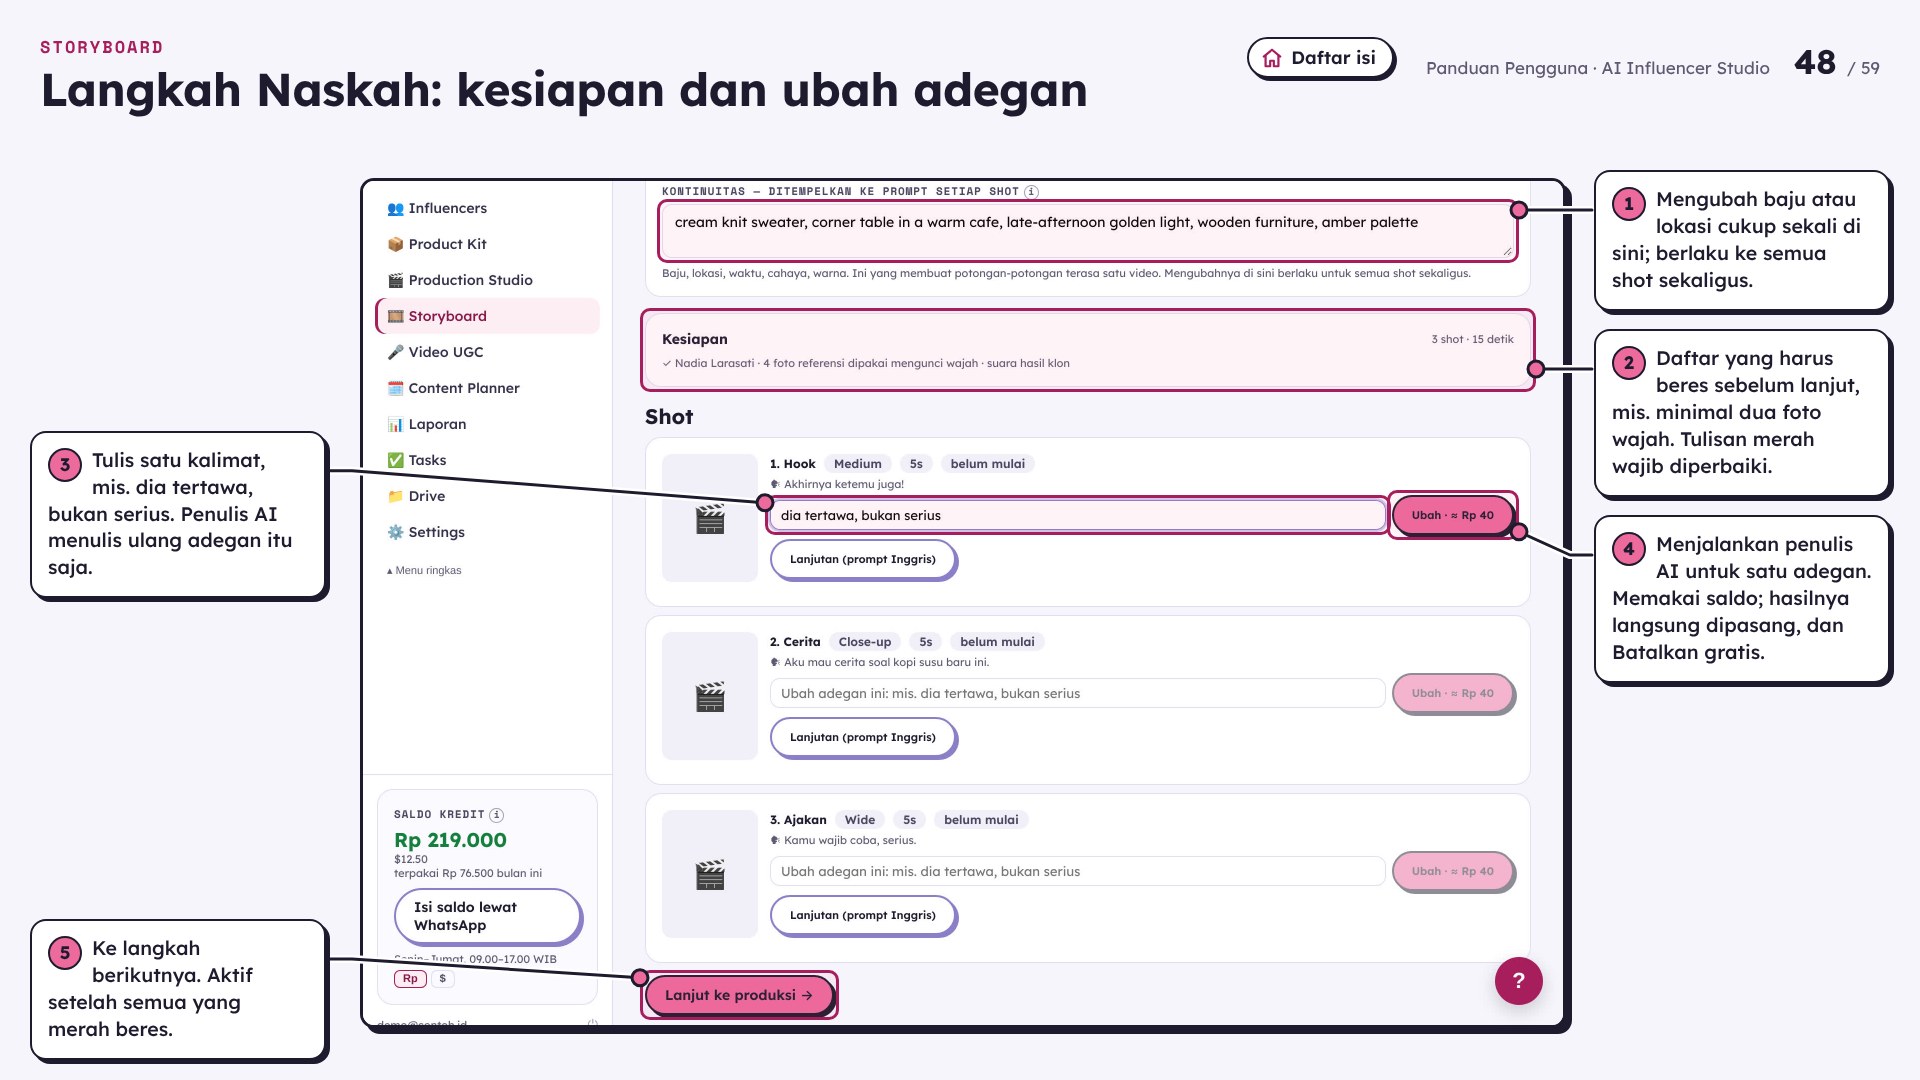 STORYBOARD
Langkah Naskah: kesiapan dan ubah adegan
Daftar isi
Panduan Pengguna · AI Influencer Studio
48 / 59
👥 Influencers
📦 Product Kit
🎬 Production Studio
🎞️ Storyboard
🎤 Video UGC
🗓️ Content Planner
📊 Laporan
✅ Tasks
📁 Drive
⚙️ Settings
▴ Menu ringkas
SALDO KREDIT i
Rp 219.000
$12.50
terpakai Rp 76.500 bulan ini
Isi saldo lewat
WhatsApp
Senin–Jumat, 09.00–17.00 WIB
Rp $
demo@contoh.id
KONTINUITAS — DITEMPELKAN KE PROMPT SETIAP SHOT i
cream knit sweater, corner table in a warm cafe, late-afternoon golden light, wooden furniture, amber palette
Baju, lokasi, waktu, cahaya, warna. Ini yang membuat potongan-potongan terasa satu video. Mengubahnya di sini berlaku untuk semua shot sekaligus.
Kesiapan
3 shot · 15 detik
✓ Nadia Larasati · 4 foto referensi dipakai mengunci wajah · suara hasil klon
Shot
1. Hook Medium 5s belum mulai
🗣 Akhirnya ketemu juga!
dia tertawa, bukan serius
Ubah · ≈ Rp 40
Lanjutan (prompt Inggris)
2. Cerita Close-up 5s belum mulai
🗣 Aku mau cerita soal kopi susu baru ini.
Ubah adegan ini: mis. dia tertawa, bukan serius
Ubah · ≈ Rp 40
Lanjutan (prompt Inggris)
3. Ajakan Wide 5s belum mulai
🗣 Kamu wajib coba, serius.
Ubah adegan ini: mis. dia tertawa, bukan serius
Ubah · ≈ Rp 40
Lanjutan (prompt Inggris)
Lanjut ke produksi →
?
1 Mengubah baju atau
lokasi cukup sekali di
sini; berlaku ke semua
shot sekaligus.
2 Daftar yang harus
beres sebelum lanjut,
mis. minimal dua foto
wajah. Tulisan merah
wajib diperbaiki.
3 Tulis satu kalimat,
mis. dia tertawa,
bukan serius. Penulis AI
menulis ulang adegan itu
saja.
4 Menjalankan penulis
AI untuk satu adegan.
Memakai saldo; hasilnya
langsung dipasang, dan
Batalkan gratis.
5 Ke langkah
berikutnya. Aktif
setelah semua yang
merah beres.